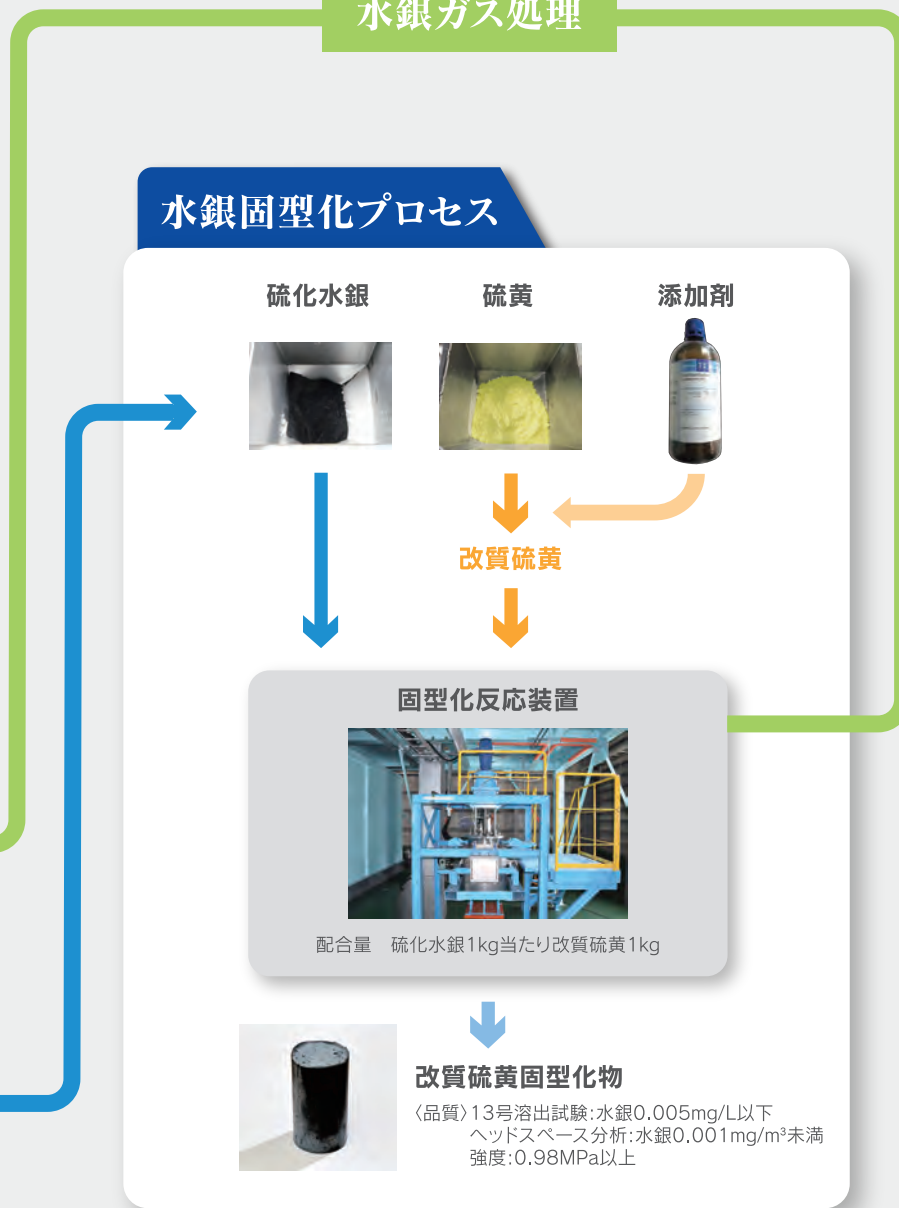 水銀ガス処理
水銀固型化プロセス
硫化水銀
硫黄
添加剤
改質硫黄
固型化反応装置
配合量　硫化水銀1kg当たり改質硫黄1kg
改質硫黄固型化物
〈品質〉13号溶出試験:水銀0.005mg/L以下
ヘッドスペース分析:水銀0.001mg/m³未満
強度:0.98MPa以上